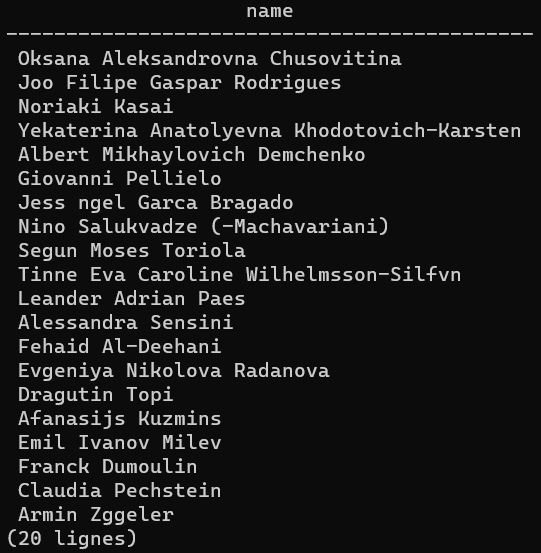 name
--------------------------------------------
Oksana Aleksandrovna Chusovitina
Joo Filipe Gaspar Rodrigues
Noriaki Kasai
Yekaterina Anatolyevna Khodotovich-Karsten
Albert Mikhaylovich Demchenko
Giovanni Pellielo
Jess ngel Garca Bragado
Nino Salukvadze (-Machavariani)
Segun Moses Toriola
Tinne Eva Caroline Wilhelmsson-Silfvn
Leander Adrian Paes
Alessandra Sensini
Fehaid Al-Deehani
Evgeniya Nikolova Radanova
Dragutin Topi
Afanasijs Kuzmins
Emil Ivanov Milev
Franck Dumoulin
Claudia Pechstein
Armin Zggeler
(20 lignes)